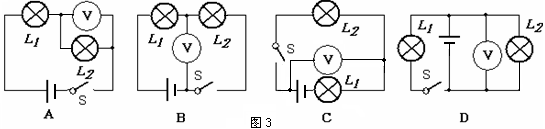 L1 V L2 S A
L1 L2 V S B
L2 S V L1 C
L1 V L2 S D
图 3